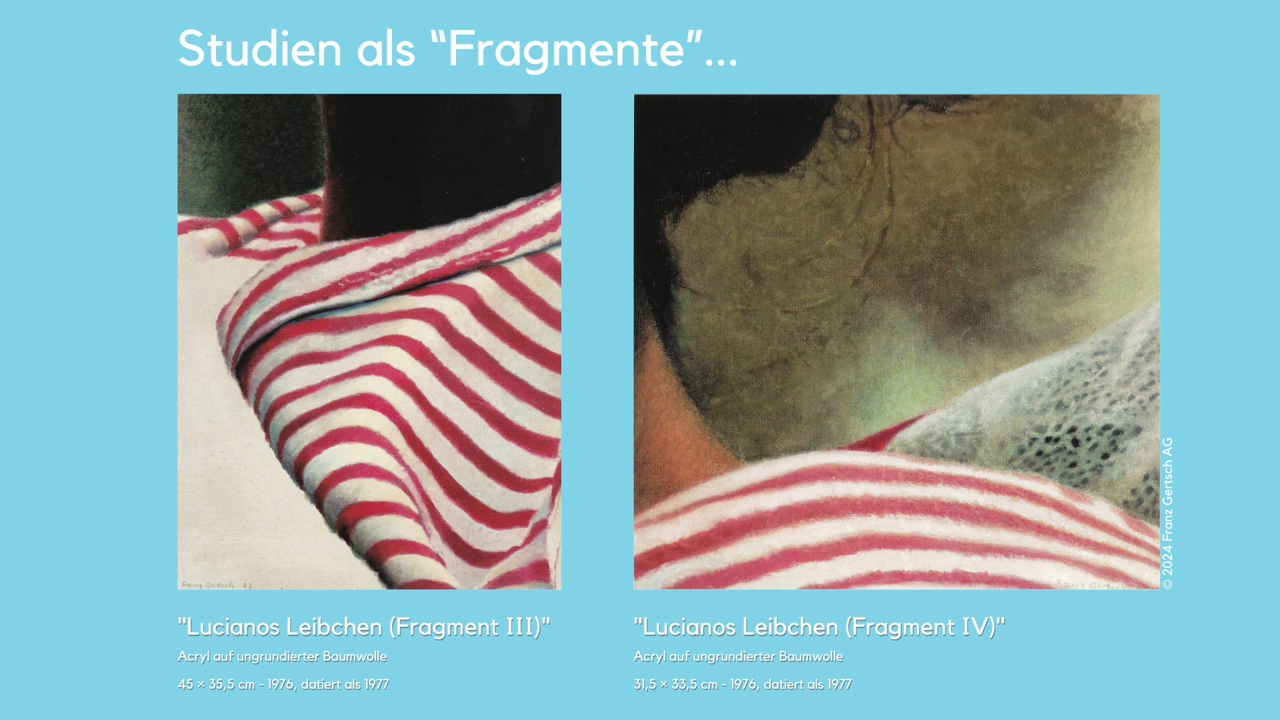 Studien als “Fragmente”...
"Lucianos Leibchen (Fragment III)"
Acryl auf ungrundierter Baumwolle
45 × 35,5 cm - 1976, datiert als 1977
"Lucianos Leibchen (Fragment IV)"
Acryl auf ungrundierter Baumwolle
31,5 × 33,5 cm - 1976, datiert als 1977
© 2024 Franz Gertsch AG